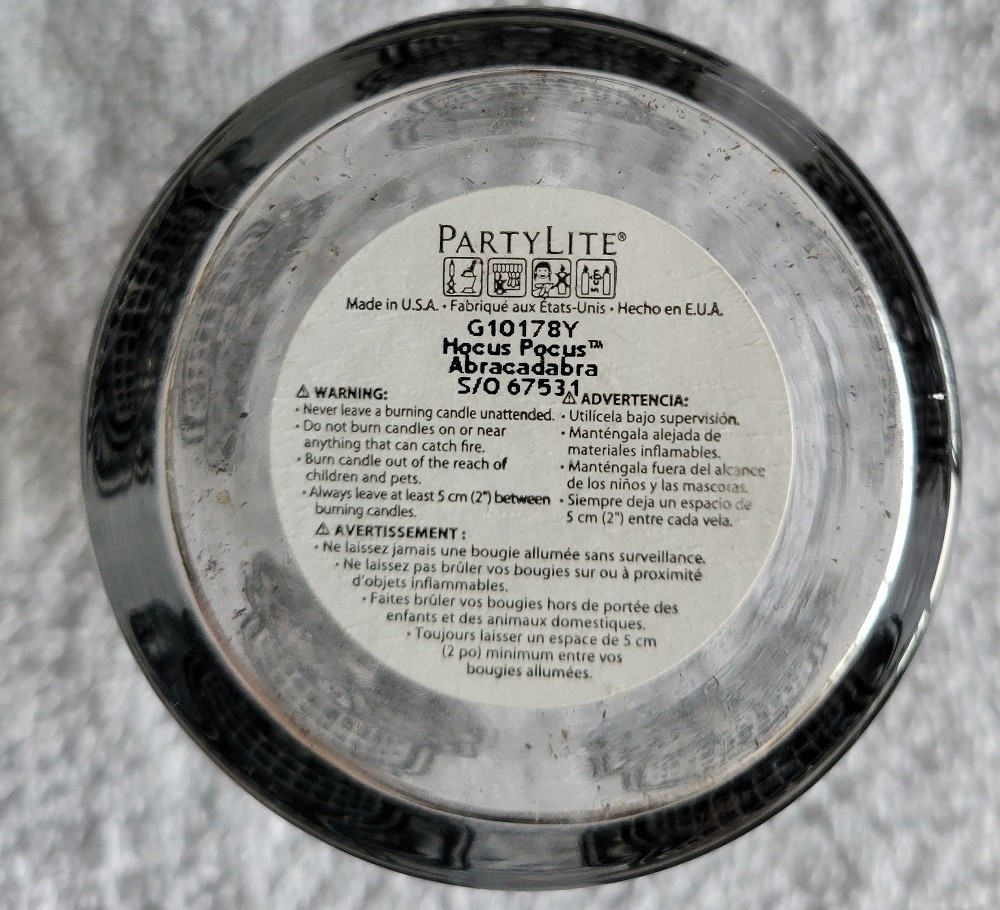 PARTYLITE®
Made in U.S.A. • Fabriqué aux États-Unis • Hecho en E.U.A.
G10178Y
Hocus Pocus™
Abracadabra
S/O 67531
⚠ WARNING:
• Never leave a burning candle unattended.
• Do not burn candles on or near
anything that can catch fire.
• Burn candle out of the reach of
children and pets.
• Always leave at least 5 cm (2") between
burning candles.
⚠ ADVERTENCIA:
• Utilícela bajo supervisión.
• Manténgala alejada de
materiales inflamables.
• Manténgala fuera del alcance
de los niños y las mascotas.
• Siempre deja un espacio de
5 cm (2") entre cada vela.
⚠ AVERTISSEMENT :
• Ne laissez jamais une bougie allumée sans surveillance.
• Ne laissez pas brûler vos bougies sur ou à proximité
d'objets inflammables.
• Faites brûler vos bougies hors de portée des
enfants et des animaux domestiques.
• Toujours laisser un espace de 5 cm
(2 po) minimum entre vos
bougies allumées.